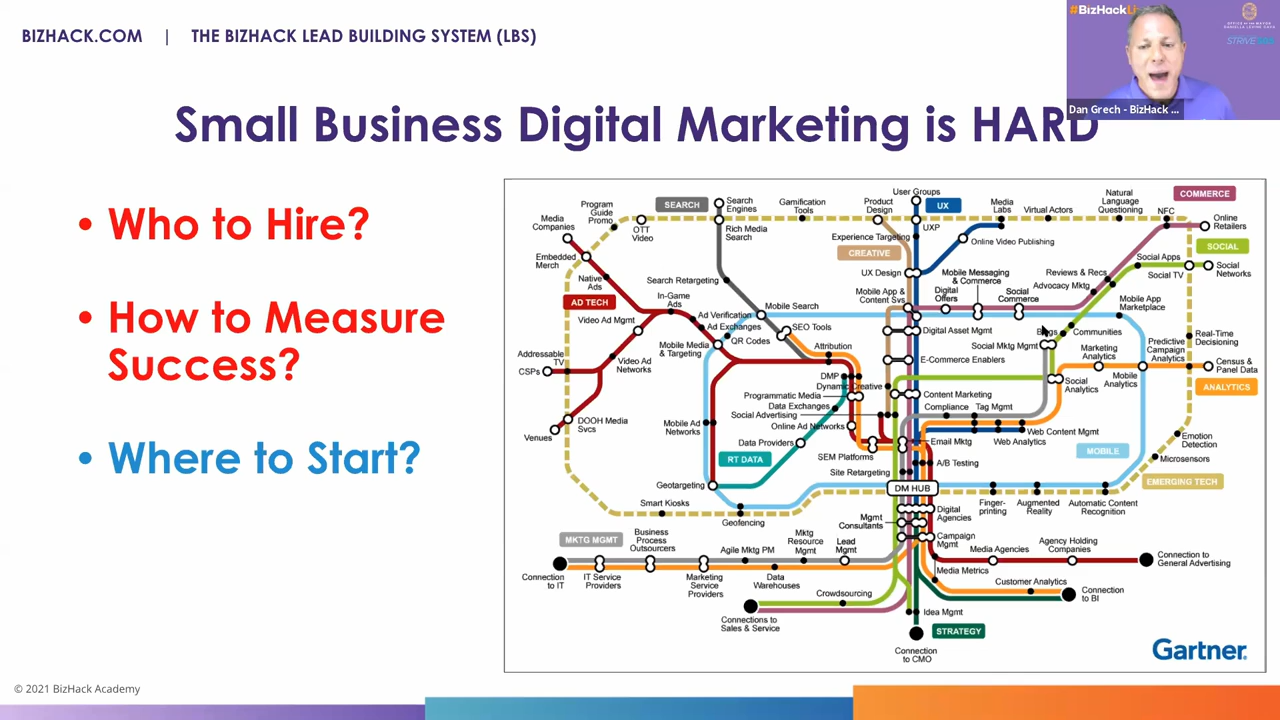 BIZHACK.COM | THE BIZHACK LEAD BUILDING SYSTEM (LBS)
#BizHackLi
Dan Grech - BizHack ...
Small Business Digital Marketing is HARD
• Who to Hire?
• How to Measure
Success?
• Where to Start?
User Groups
SEARCH
Search
Engines
Gamification
Tools
Product
Design
UX
Media
Labs
Virtual Actors
Natural
Language
Questioning
NFC
COMMERCE
Online
Retailers
Program
Guide
Promo
Media
Companies
OTT
Video
Rich Media
Search
Experience Targeting
UXP
Online Video Publishing
SOCIAL
Embedded
Merch
CREATIVE
Social Apps
Social TV
Social
Networks
Native
Ads
Search Retargeting
UX Design
Mobile Messaging
& Commerce
Reviews & Recs
Advocacy Mktg
AD TECH
In-Game
Ads
Mobile Search
Mobile App &
Content Svs
Digital
Offers
Social
Commerce
Mobile App
Marketplace
Video Ad Mgmt
Ad Verification
Ad Exchanges
SEO Tools
Digital Asset Mgmt
Blogs
Communities
Real-Time
Decisioning
Mobile Media
& Targeting
QR Codes
Attribution
Social Mktg Mgmt
Marketing
Analytics
Predictive
Campaign
Analytics
Addressable
TV
CSPs
Video Ad
Networks
E-Commerce Enablers
Census &
Panel Data
DMP
Dynamic Creative
Social
Analytics
Mobile
Analytics
ANALYTICS
Programmatic Media
Content Marketing
Data Exchanges
Compliance
Tag Mgmt
Social Advertising
DOOH Media
Svcs
Venues
Mobile Ad
Networks
Online Ad Networks
Web Content Mgmt
Data Providers
Email Mktg
Web Analytics
Emotion
Detection
RT DATA
SEM Platforms
A/B Testing
MOBILE
Microsensors
Site Retargeting
Geotargeting
DM HUB
EMERGING TECH
Smart Kiosks
Geofencing
Finger-
printing
Augmented
Reality
Automatic Content
Recognition
Mgmt
Consultants
Digital
Agencies
MKTG MGMT
Business
Process
Outsourcers
Agile Mktg PM
Mktg
Resource
Mgmt
Lead
Mgmt
Campaign
Mgmt
Media Agencies
Agency Holding
Companies
Connection to
General Advertising
Connection
to IT
IT Service
Providers
Marketing
Service
Providers
Data
Warehouses
Media Metrics
Customer Analytics
Connection
to BI
Crowdsourcing
Connections to
Sales & Service
Idea Mgmt
STRATEGY
Connection
to CMO
Gartner
© 2021 BizHack Academy